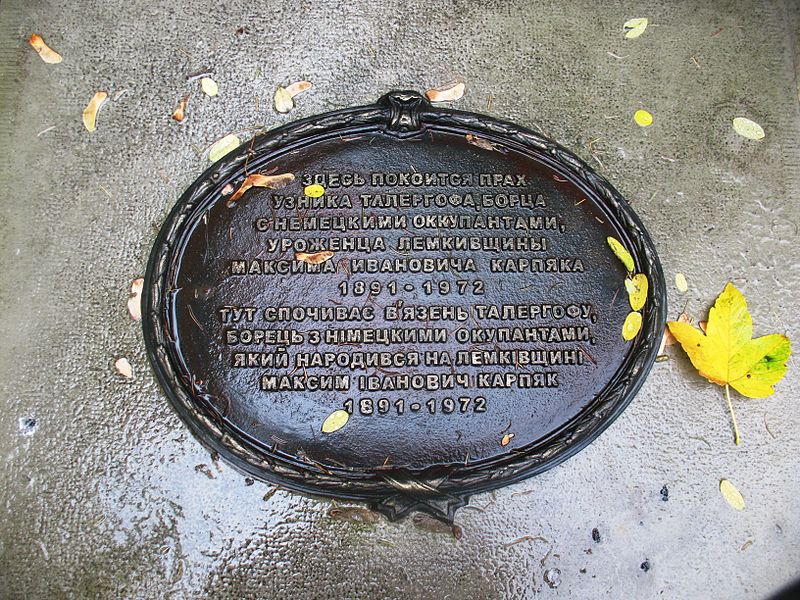 ЗДЕСЬ ПОКОИТСЯ ПРАХ
УЗНИКА ТАЛЕРГОФА, БОРЦА
С НЕМЕЦКИМИ ОККУПАНТАМИ,
УРОЖЕНЦА ЛЕМКИВЩИНЫ
МАКСИМА ИВАНОВИЧА КАРПЯКА
1891-1972
ТУТ СПОЧИВАЄ В'ЯЗЕНЬ ТАЛЕРГОФУ,
БОРЕЦЬ З НІМЕЦКИМИ ОКУПАНТАМИ,
ЯКИЙ НАРОДИВСЯ НА ЛЕМКІВЩИНІ
МАКСИМ ІВАНОВИЧ КАРПЯК
1891-1972